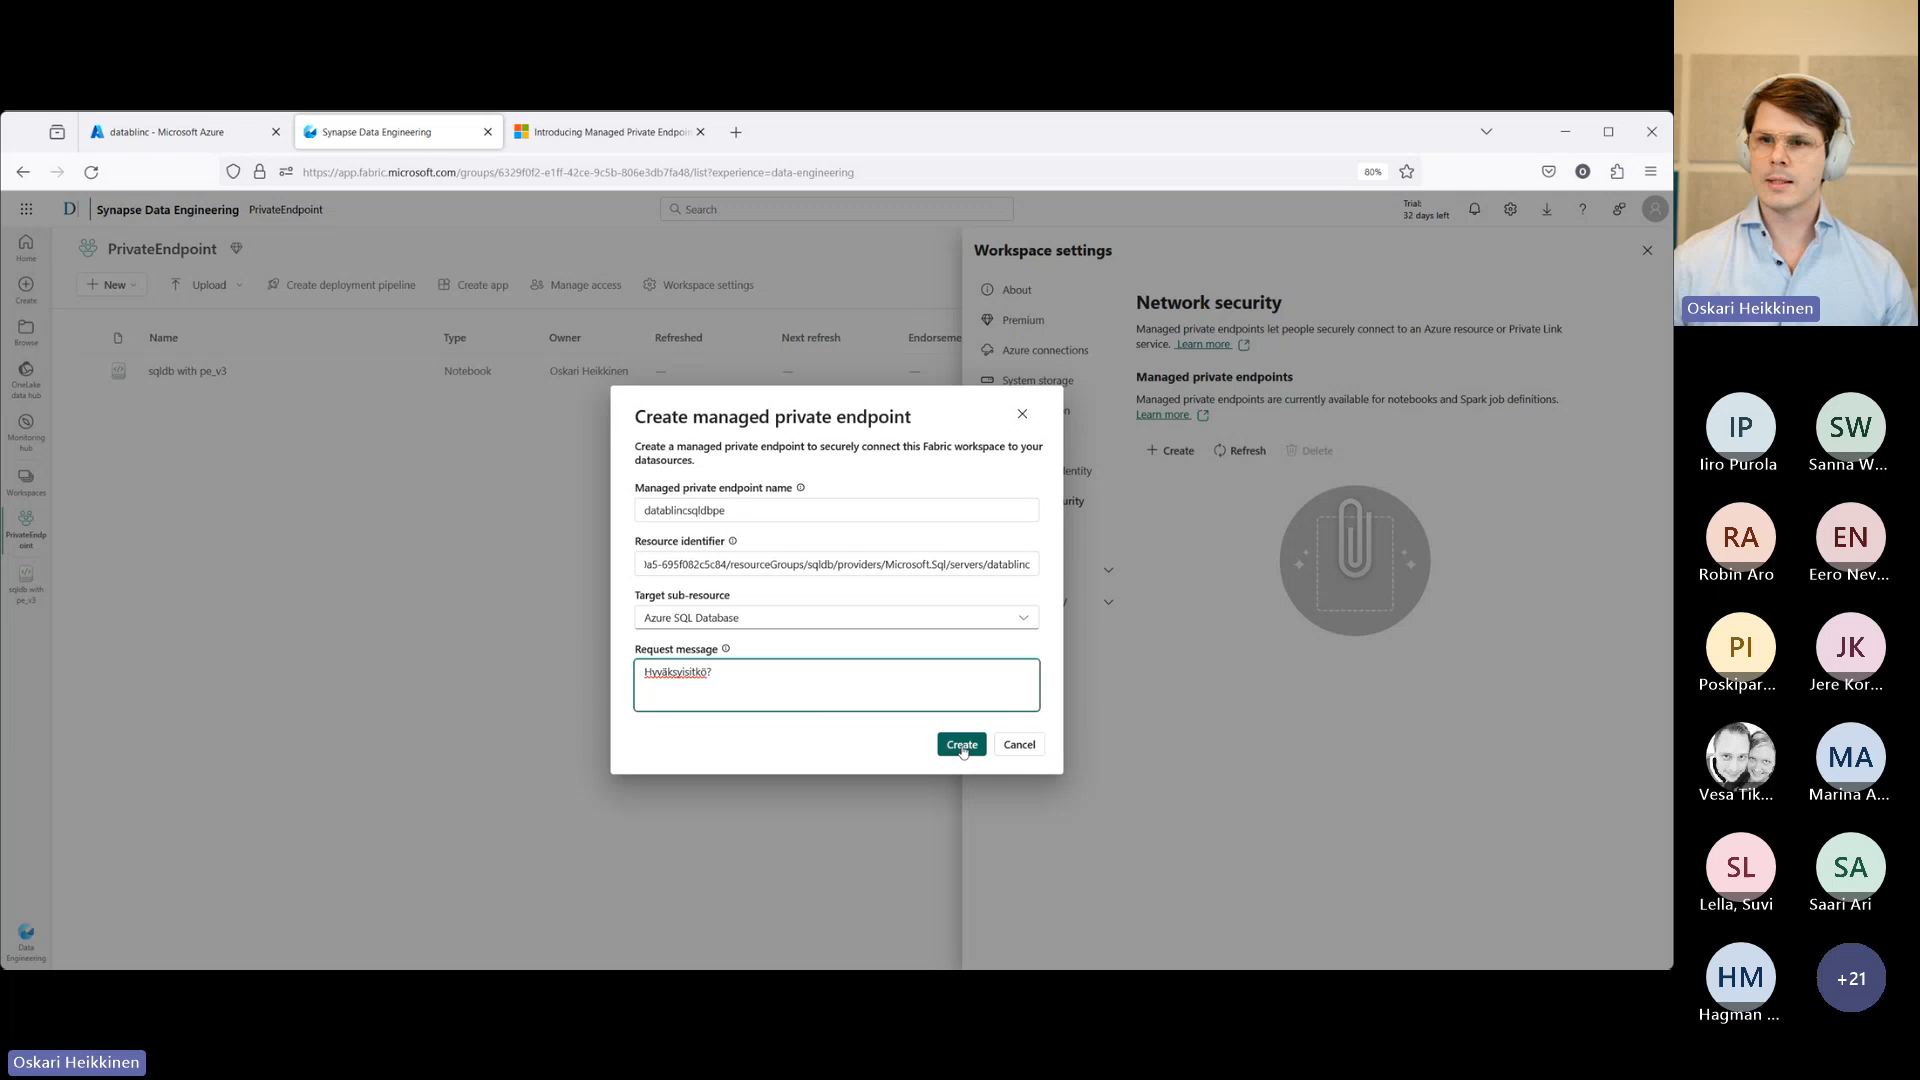 datablinc - Microsoft Azure
Synapse Data Engineering
Introducing Managed Private Endpoin
https://app.fabric.microsoft.com/groups/6329f0f2-e1ff-42ce-9c5b-806e3db7fa48/list?experience=data-engineering
80%
Synapse Data Engineering
PrivateEndpoint
Search
Trial:
32 days left
Home
Create
Browse
OneLake
data hub
Monitoring
hub
Workspaces
PrivateEndp
oint
sqldb with
pe_v3
Data
Engineering
PrivateEndpoint
New
Upload
Create deployment pipeline
Create app
Manage access
Workspace settings
Name
Type
Owner
Refreshed
Next refresh
Endorseme
sqldb with pe_v3
Notebook
Oskari Heikkinen
—
—
—
Workspace settings
About
Premium
Azure connections
System storage
on
dentity
urity
y
Network security
Managed private endpoints let people securely connect to an Azure resource or Private Link
service. Learn more
Managed private endpoints
Managed private endpoints are currently available for notebooks and Spark job definitions.
Learn more
Create
Refresh
Delete
Create managed private endpoint
Create a managed private endpoint to securely connect this Fabric workspace to your
datasources.
Managed private endpoint name
datablincsqldbpe
Resource identifier
)a5-695f082c5c84/resourceGroups/sqldb/providers/Microsoft.Sql/servers/datablinc
Target sub-resource
Azure SQL Database
Request message
Hyväksyisitkö?
Create
Cancel
Oskari Heikkinen
IP
Iiro Purola
SW
Sanna W...
RA
Robin Aro
EN
Eero Nev...
PI
Poskipar...
JK
Jere Kor...
Vesa Tik...
MA
Marina A...
SL
Lella, Suvi
SA
Saari Ari
HM
Hagman ...
+21
Oskari Heikkinen